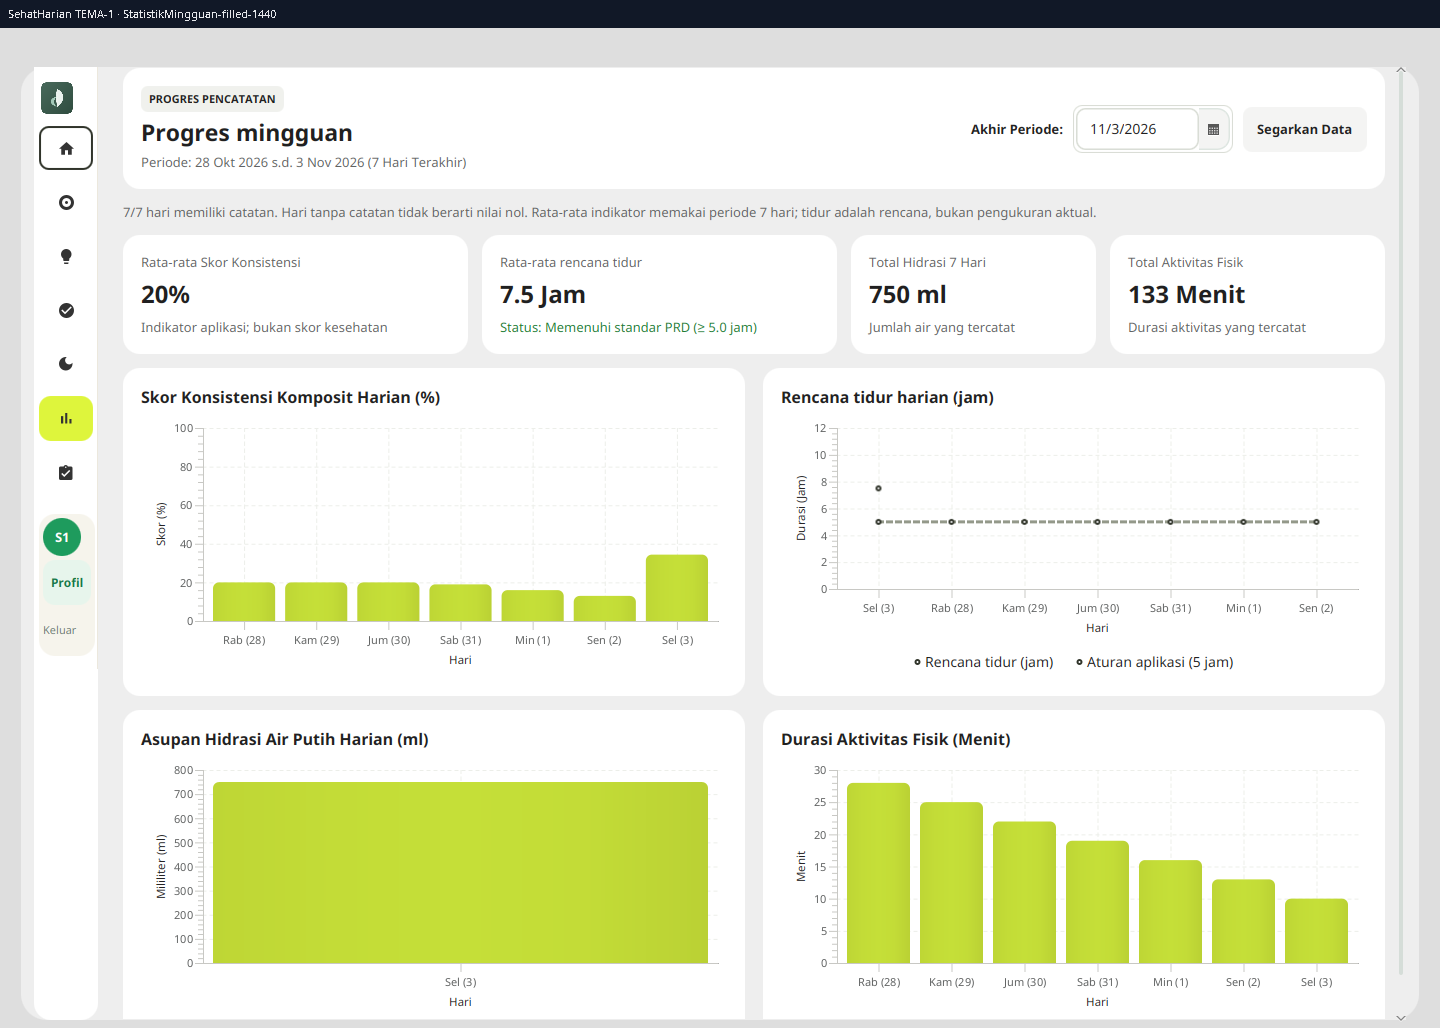 SehatHarian TEMA-1 · StatistikMingguan-filled-1440
PROGRES PENCATATAN
Progres mingguan
Periode: 28 Okt 2026 s.d. 3 Nov 2026 (7 Hari Terakhir)
Akhir Periode:
11/3/2026
Segarkan Data
7/7 hari memiliki catatan. Hari tanpa catatan tidak berarti nilai nol. Rata-rata indikator memakai periode 7 hari; tidur adalah rencana, bukan pengukuran aktual.
Rata-rata Skor Konsistensi
20%
Indikator aplikasi; bukan skor kesehatan
Rata-rata rencana tidur
7.5 Jam
Status: Memenuhi standar PRD (≥ 5.0 jam)
Total Hidrasi 7 Hari
750 ml
Jumlah air yang tercatat
Total Aktivitas Fisik
133 Menit
Durasi aktivitas yang tercatat
S1
Profil
Keluar
Skor Konsistensi Komposit Harian (%)
100
80
60
40
20
0
Skor (%)
Rab (28) Kam (29) Jum (30) Sab (31) Min (1) Sen (2) Sel (3)
Hari
Rencana tidur harian (jam)
12
10
8
6
4
2
0
Durasi (Jam)
Sel (3) Rab (28) Kam (29) Jum (30) Sab (31) Min (1) Sen (2)
Hari
Rencana tidur (jam) Aturan aplikasi (5 jam)
Asupan Hidrasi Air Putih Harian (ml)
800
700
600
500
400
300
200
100
0
Mililiter (ml)
Sel (3)
Hari
Durasi Aktivitas Fisik (Menit)
30
25
20
15
10
5
0
Menit
Rab (28) Kam (29) Jum (30) Sab (31) Min (1) Sen (2) Sel (3)
Hari